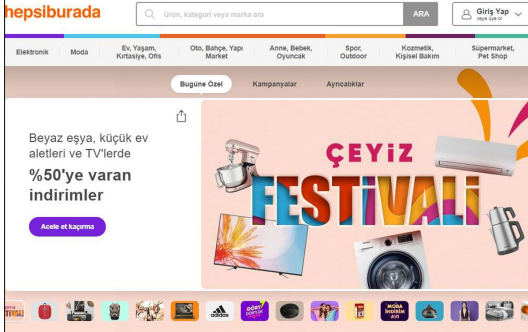 hepsiburada
Ürün, kategori veya marka ara
ARA
Giriş Yap
veya üye ol
Elektronik
Moda
Ev, Yaşam,
Kırtasiye, Ofis
Oto, Bahçe, Yapı
Market
Anne, Bebek,
Oyuncak
Spor,
Outdoor
Kozmetik,
Kişisel Bakım
Süpermarket,
Pet Shop
Bugüne Özel
Kampanyalar
Ayrıcalıklar
Beyaz eşya, küçük ev
aletleri ve TV'lerde
%50'ye varan
indirimler
Acele et kaçırma
ÇEYİZ
FESTİVALİ
adidas
DÖRT
DÖRTLÜK
MODA
İNDİRİM
AVI